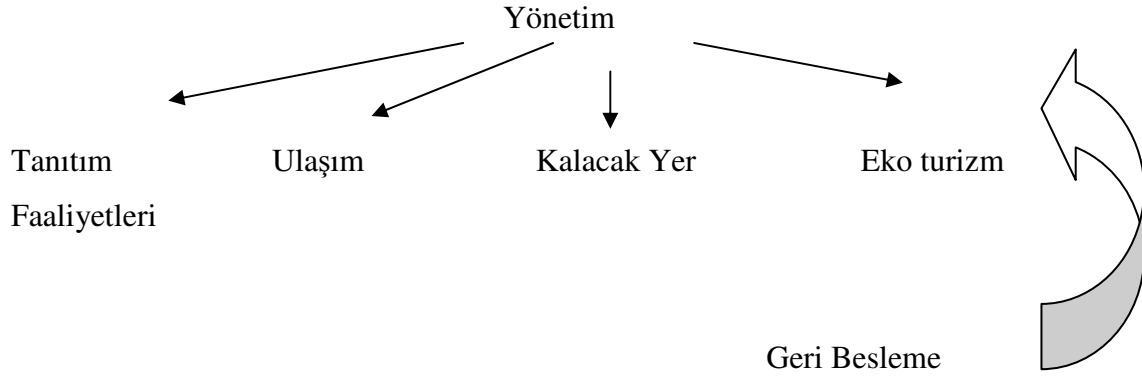 Yönetim
Tanıtım Ulaşım Kalacak Yer Eko turizm
Faaliyetleri
Geri Besleme